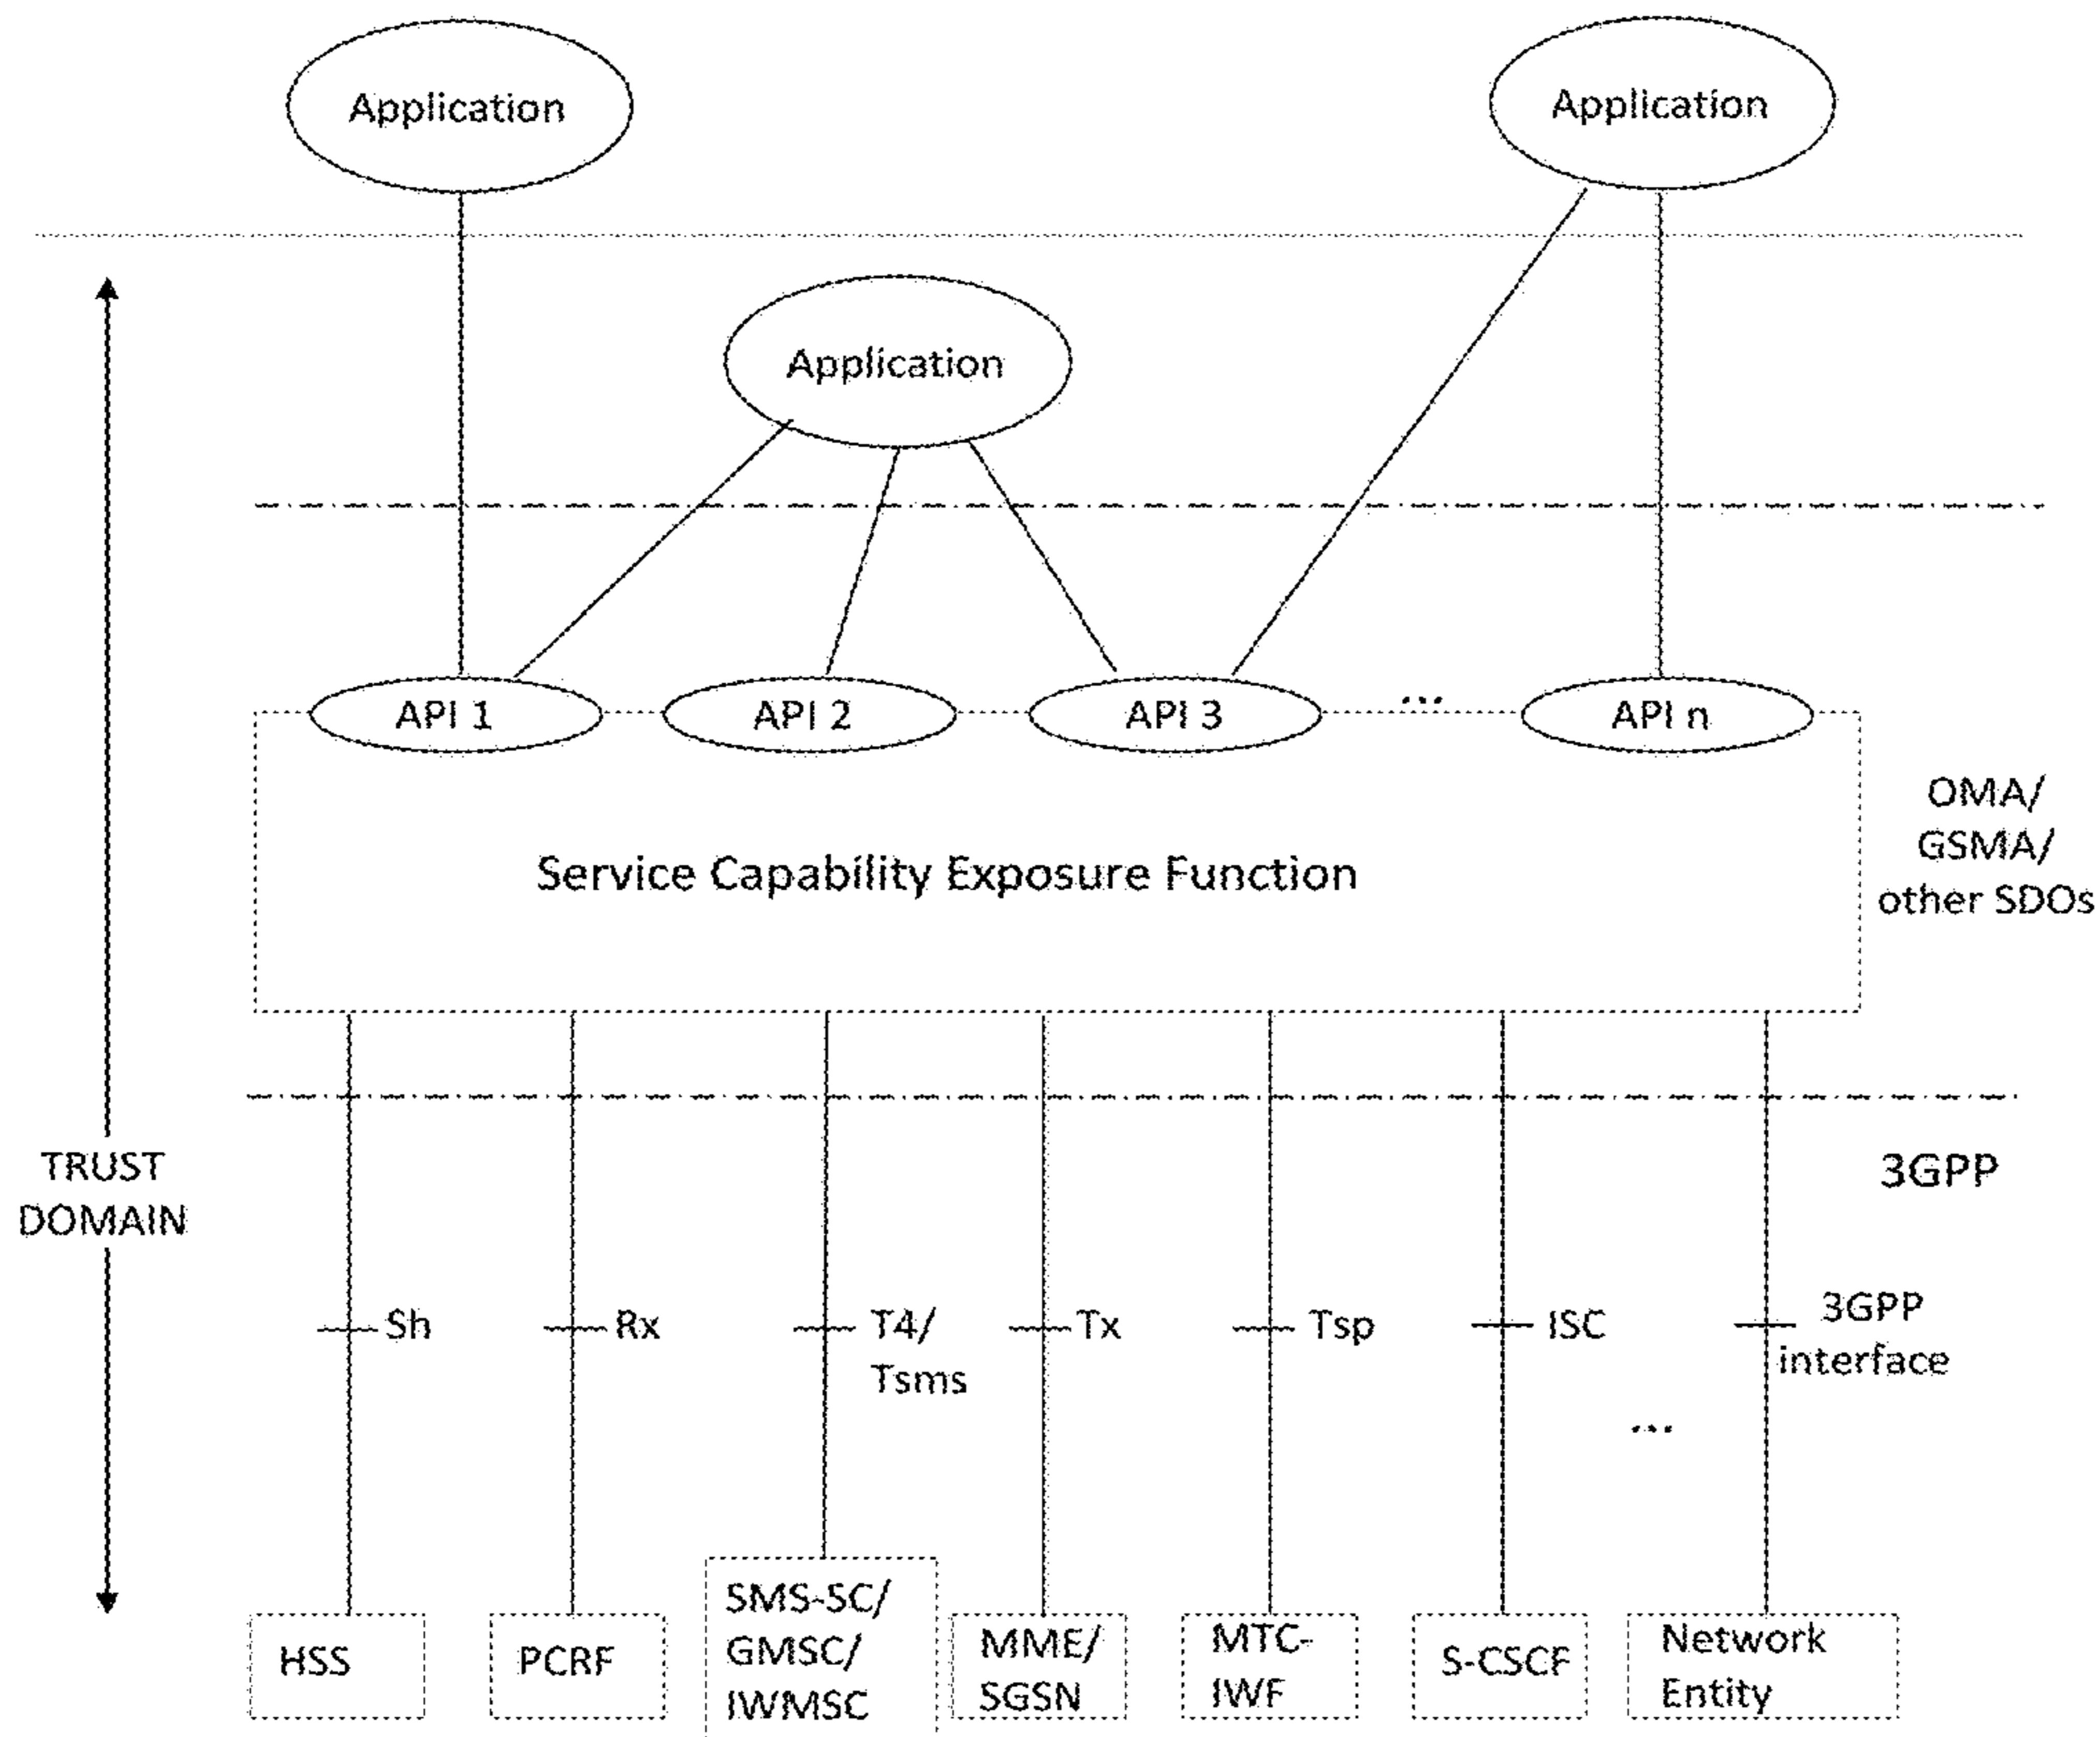 Application
Application
Application
API 1
API 2
API 3
...
API n
Service Capability Exposure Function
OMA/
GSMA/
other SDOs
TRUST
DOMAIN
3GPP
Sh
Rx
T4/
Tsms
Tx
Tsp
ISC
3GPP
interface
...
HSS
PCRF
SMS-SC/
GMSC/
IWMSC
MME/
SGSN
MTC-
IWF
S-CSCF
Network
Entity